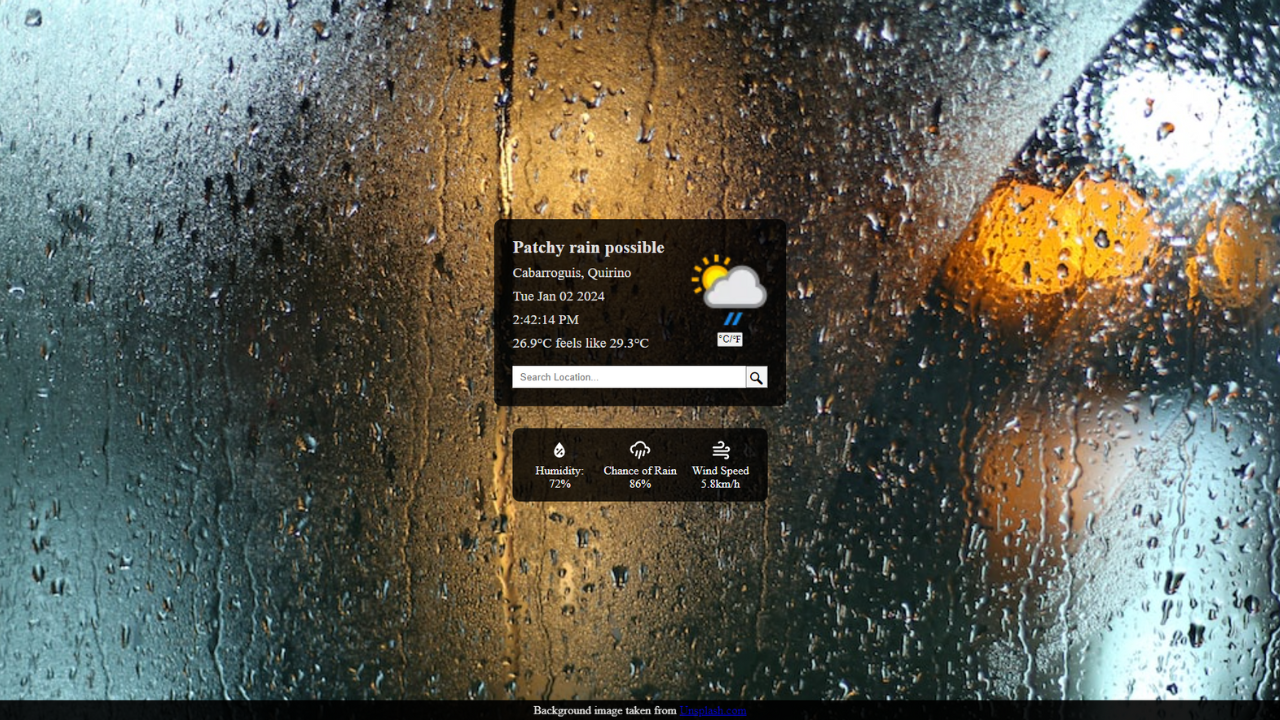 Patchy rain possible
Cabarroguis, Quirino
Tue Jan 02 2024
2:42:14 PM
26.9°C feels like 29.3°C
°C/°F
Search Location...
Humidity:
72%
Chance of Rain
86%
Wind Speed
5.8km/h
Background image taken from Unsplash.com